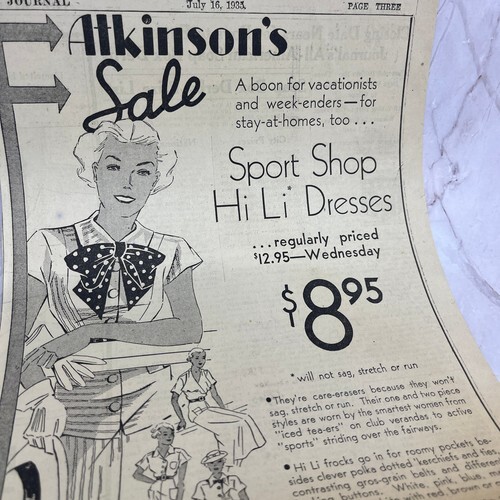 JOURNAL
July 16, 1935.
PAGE THREE
Atkinson's
Sale
A boon for vacationists
and week-enders — for
stay-at-homes, too . . .
Sport Shop
Hi Li* Dresses
. . . regularly priced
$12.95—Wednesday
$8.95
*will not sag, stretch or run
• They're care-erasers because they won't
sag, stretch or run. Their one and two piece
styles are worn by the smartest women from
"iced tea-ers" on club verandas to active
"sports" striding over the fairways.
• Hi Li frocks go in for roomy pockets be-
sides clever polka dotted 'kerchiefs and ties,
contrasting gros-grain belts and different
buttons. White, pink, blue